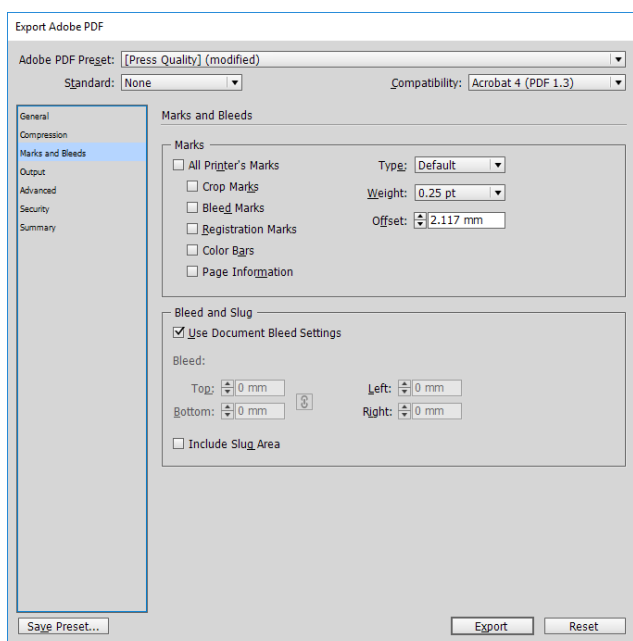 Export Adobe PDF
Adobe PDF Preset: [Press Quality] (modified)
Standard: None Compatibility: Acrobat 4 (PDF 1.3)
General
Compression
Marks and Bleeds
Output
Advanced
Security
Summary
Marks and Bleeds
Marks
All Printer's Marks
Crop Marks
Bleed Marks
Registration Marks
Color Bars
Page Information
Type: Default
Weight: 0.25 pt
Offset: 2.117 mm
Bleed and Slug
Use Document Bleed Settings
Bleed:
Top: 0 mm Left: 0 mm
Bottom: 0 mm Right: 0 mm
Include Slug Area
Save Preset... Export Reset